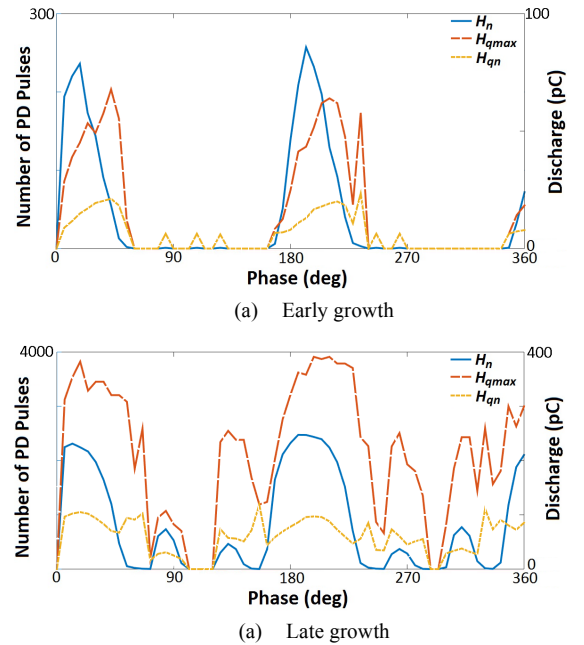 300
100
Number of PD Pulses
Discharge (pC)
Hn
Hqmax
Hqn
0
0
0
90
180
270
360
Phase (deg)
(a) Early growth
4000
400
Number of PD Pulses
Discharge (pC)
Hn
Hqmax
Hqn
0
0
0
90
180
270
360
Phase (deg)
(a) Late growth